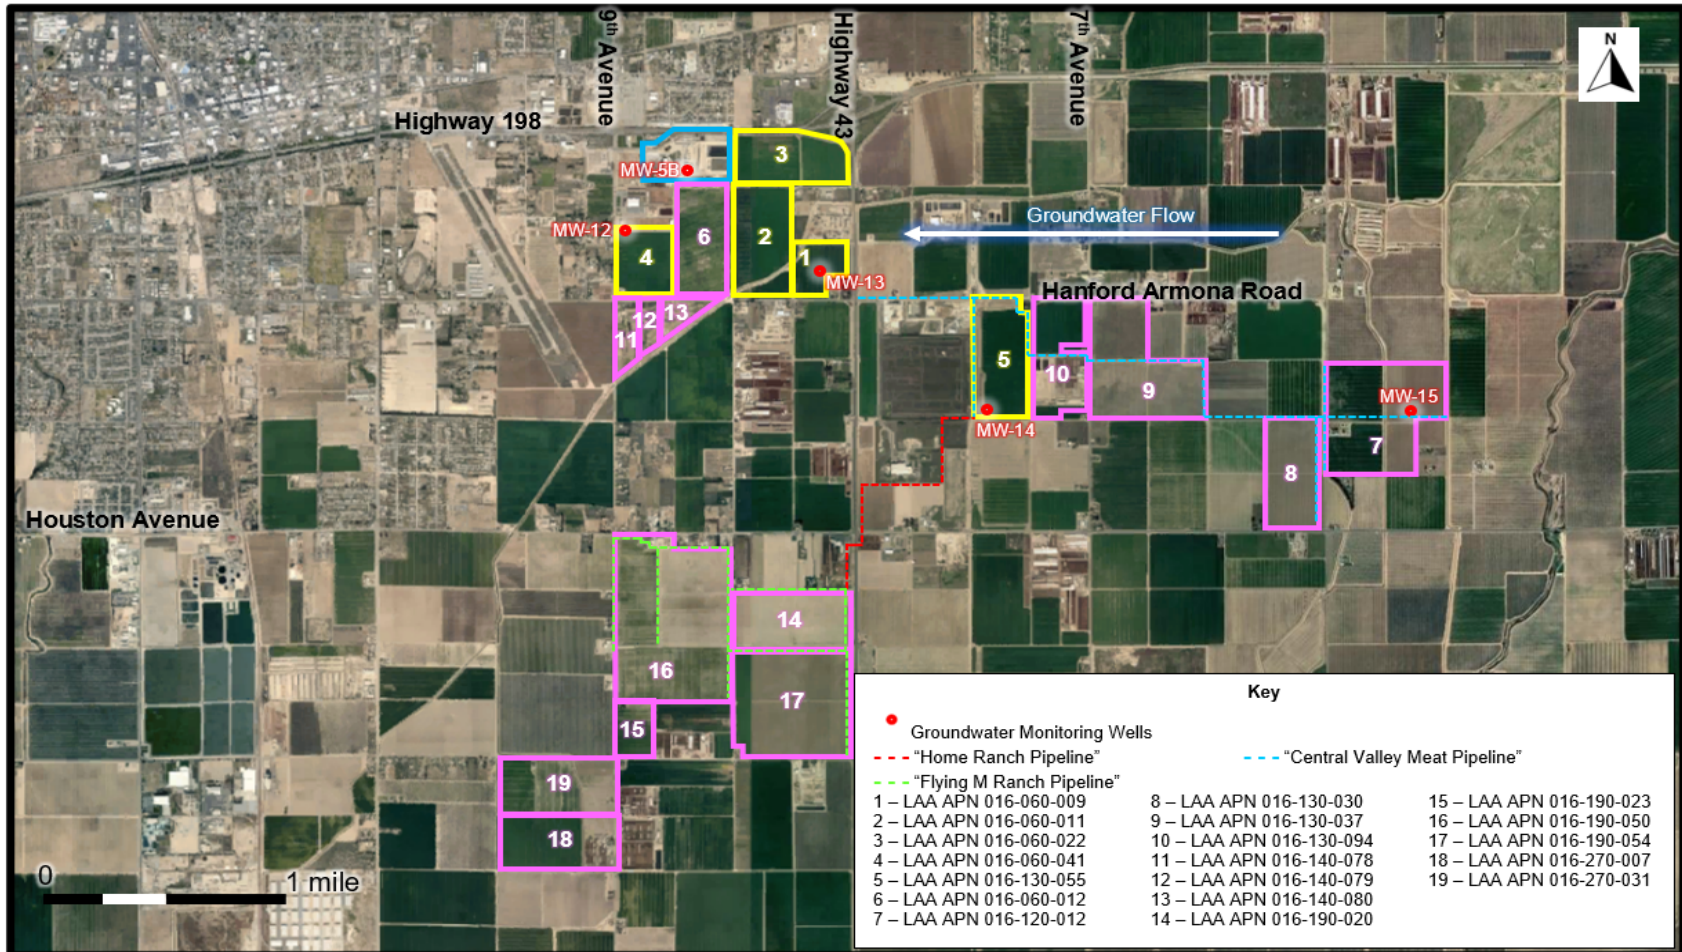 9th Avenue
Highway 43
7th Avenue
N
Highway 198
3
MW-5B
Groundwater Flow
MW-12
6
2
4
1
MW-13
Hanford Armona Road
12
13
11
5
10
9
MW-15
MW-14
7
8
Houston Avenue
14
16
17
15
19
18
0
1 mile
Key
Groundwater Monitoring Wells
“Home Ranch Pipeline”
“Central Valley Meat Pipeline”
“Flying M Ranch Pipeline”
1 – LAA APN 016-060-009
2 – LAA APN 016-060-011
3 – LAA APN 016-060-022
4 – LAA APN 016-060-041
5 – LAA APN 016-130-055
6 – LAA APN 016-060-012
7 – LAA APN 016-120-012
8 – LAA APN 016-130-030
9 – LAA APN 016-130-037
10 – LAA APN 016-130-094
11 – LAA APN 016-140-078
12 – LAA APN 016-140-079
13 – LAA APN 016-140-080
14 – LAA APN 016-190-020
15 – LAA APN 016-190-023
16 – LAA APN 016-190-050
17 – LAA APN 016-190-054
18 – LAA APN 016-270-007
19 – LAA APN 016-270-031